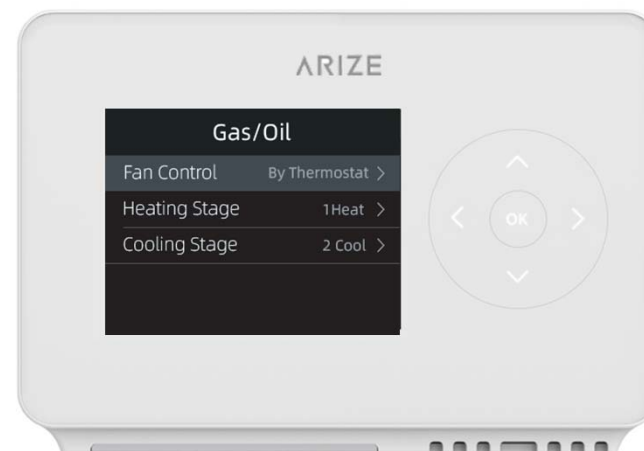 ARIZE
Gas/Oil
Fan Control By Thermostat >
Heating Stage 1Heat >
Cooling Stage 2 Cool >
OK